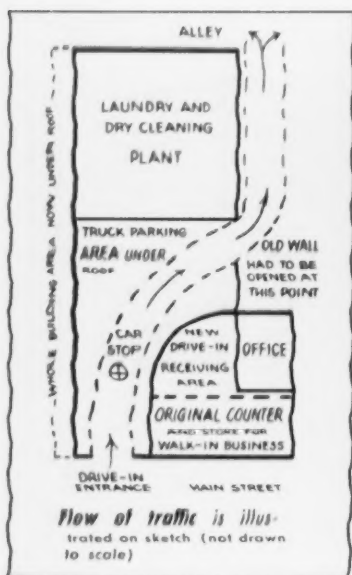 ALLEY
WHOLE BUILDING AREA NOW UNDER ROOF
LAUNDRY AND
DRY CLEANING
PLANT
TRUCK PARKING
AREA UNDER
ROOF
OLD WALL
HAD TO BE
OPENED AT
THIS POINT
CAR
STOP
NEW
DRIVE-IN
RECEIVING
AREA
OFFICE
ORIGINAL COUNTER
AND STORE FOR
WALK-IN BUSINESS
DRIVE-IN
ENTRANCE
MAIN STREET
Flow of traffic is illus-
trated on sketch (not drawn
to scale)